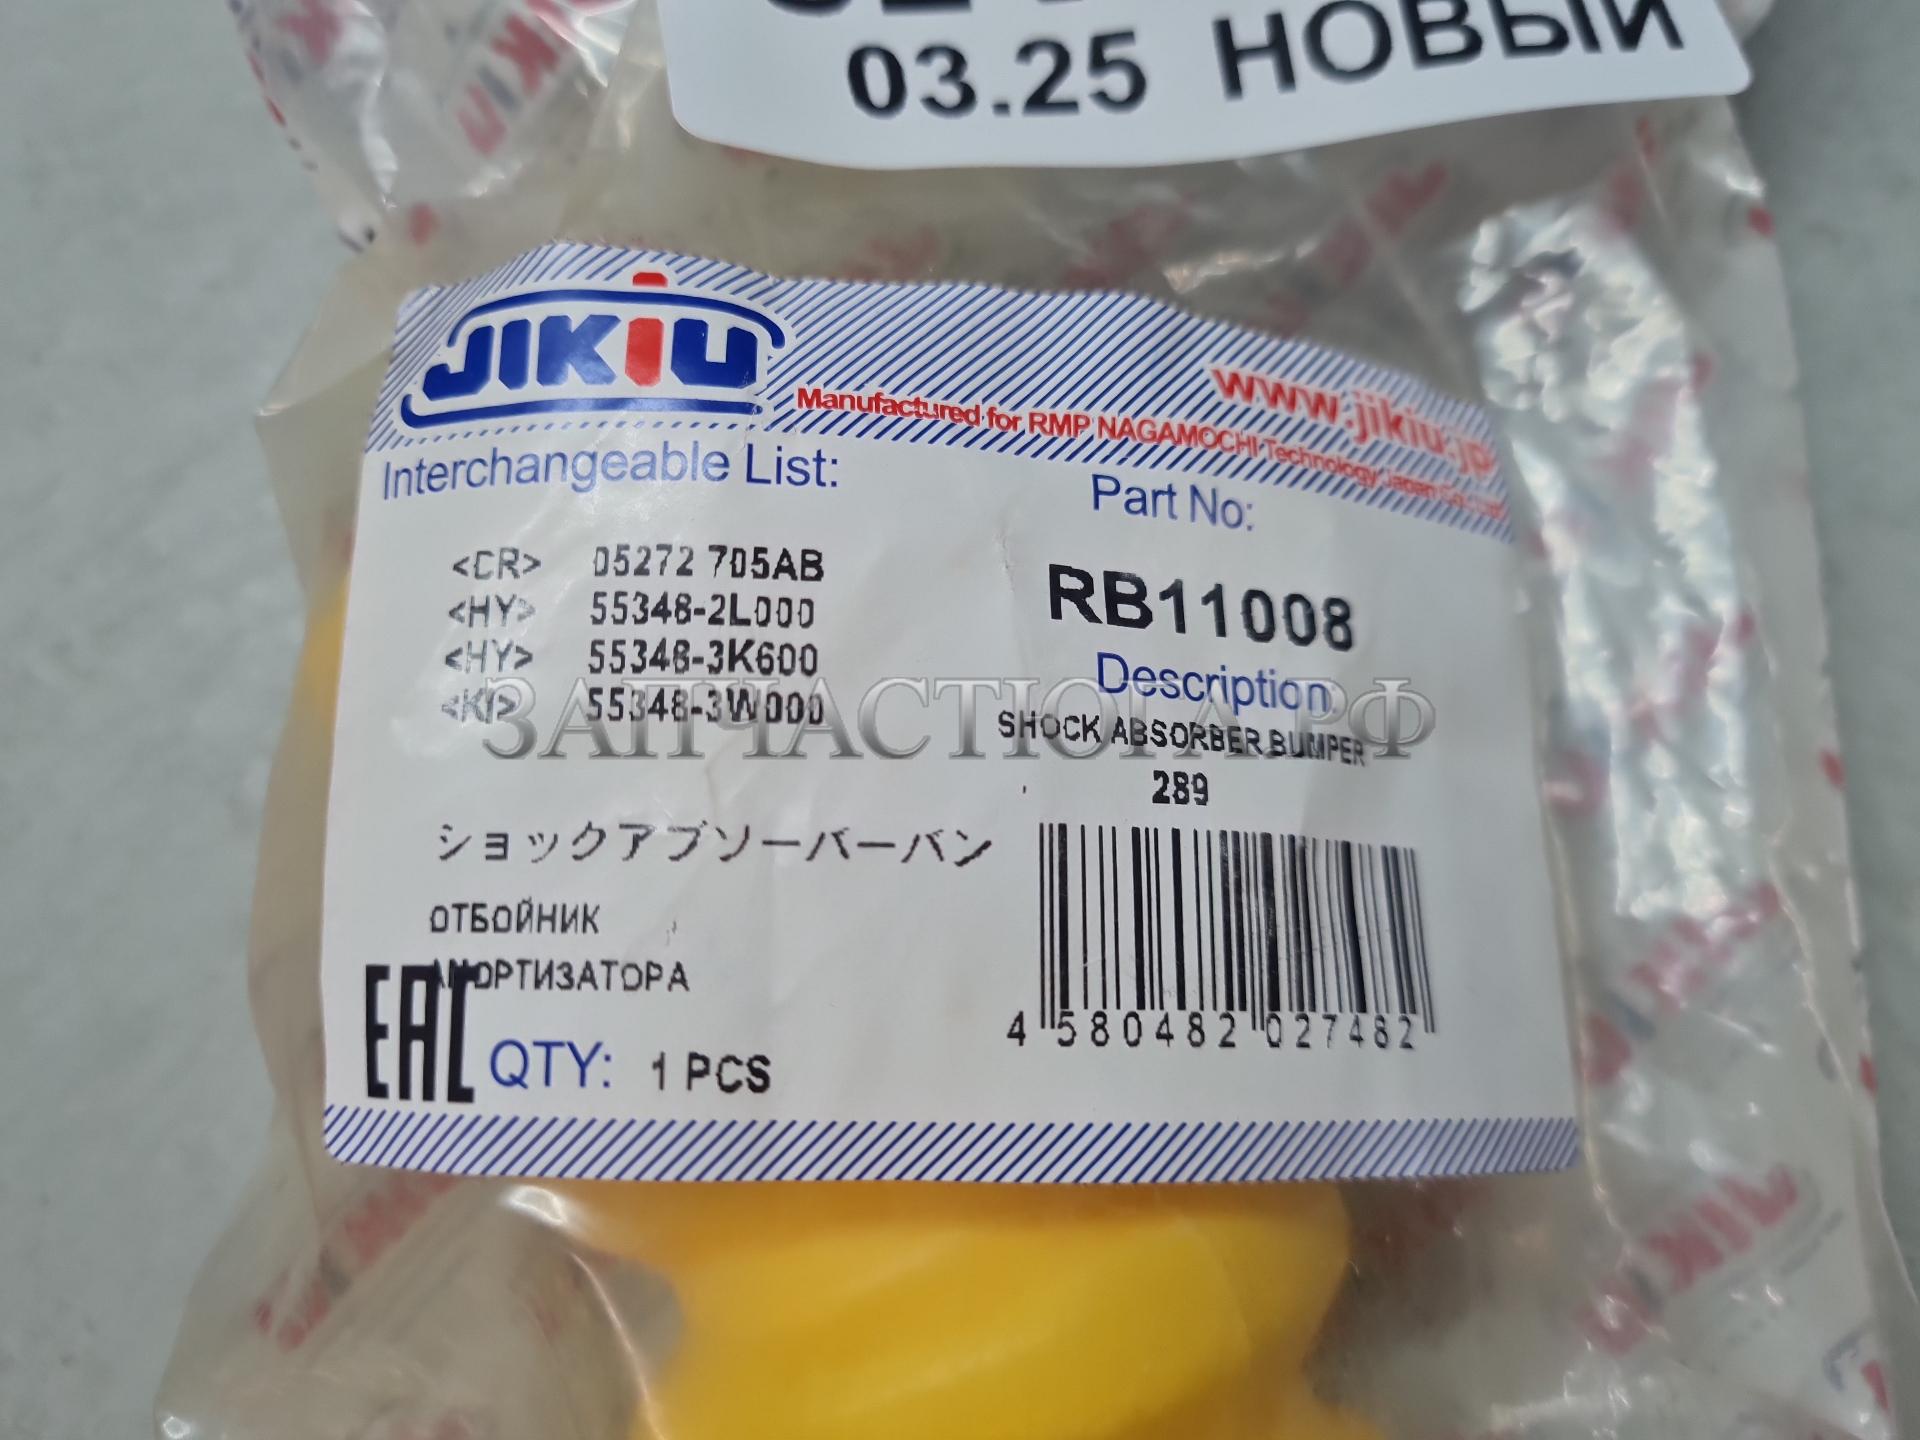 03.25 НОВЫЙ
JIKIU
www.jikiu.jp
Manufactured for RMP NAGAMOCHI Technology Japan Co., Ltd
Interchangeable List:
Part No:
<CR> 05272 705AB
<HY> 55348-2L000
<HY> 55348-3K600
<KI> 55348-3W000
RB11008
Description:
SHOCK ABSORBER BUMPER
289
ЗАПЧАСТЮГА.РФ
ショックアブソーバーバン
ОТБОЙНИК
АМОРТИЗАТОРА
EAC
QTY: 1 PCS
4 580482 027482